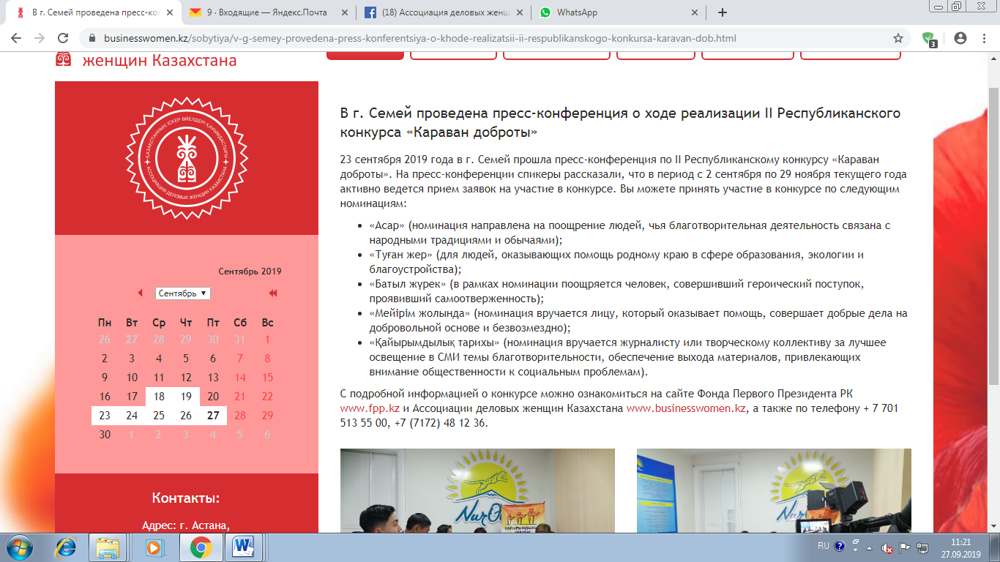 В г. Семей проведена пресс-кон
9 · Входящие — Яндекс.Почта
(18) Ассоциация деловых женщ
WhatsApp
businesswomen.kz/sobytiya/v-g-semey-provedena-press-konferentsiya-o-khode-realizatsii-ii-respublikanskogo-konkursa-karavan-dob.html
3
женщин Казахстана
ҚАЗАҚСТАННЫҢ ІСКЕР ӘЙЕЛДЕРІ ҚАУЫМДАСТЫҒЫ
АССОЦИАЦИЯ ДЕЛОВЫХ ЖЕНЩИН КАЗАХСТАНА
Сентябрь 2019
Сентябрь
Пн Вт Ср Чт Пт Сб Вс
26 27 28 29 30 31 1
2 3 4 5 6 7 8
9 10 11 12 13 14 15
16 17 18 19 20 21 22
23 24 25 26 27 28 29
30 1 2 3 4 5 6
Контакты:
Адрес: г. Астана,
В г. Семей проведена пресс-конференция о ходе реализации II Республиканского
конкурса «Караван доброты»
23 сентября 2019 года в г. Семей прошла пресс-конференция по II Республиканскому конкурсу «Караван
доброты». На пресс-конференции спикеры рассказали, что в период с 2 сентября по 29 ноября текущего года
активно ведется прием заявок на участие в конкурсе. Вы можете принять участие в конкурсе по следующим
номинациям:
• «Асар» (номинация направлена на поощрение людей, чья благотворительная деятельность связана с
народными традициями и обычаями);
• «Туған жер» (для людей, оказывающих помощь родному краю в сфере образования, экологии и
благоустройства);
• «Батыл жүрек» (в рамках номинации поощряется человек, совершивший героический поступок,
проявивший самоотверженность);
• «Мейірім жолында» (номинация вручается лицу, который оказывает помощь, совершает добрые дела на
добровольной основе и безвозмездно);
• «Қайырымдылық тарихы» (номинация вручается журналисту или творческому коллективу за лучшее
освещение в СМИ темы благотворительности, обеспечение выхода материалов, привлекающих
внимание общественности к социальным проблемам).
С подробной информацией о конкурсе можно ознакомиться на сайте Фонда Первого Президента РК
www.fpp.kz и Ассоциации деловых женщин Казахстана www.businesswomen.kz, а также по телефону + 7 701
513 55 00, +7 (7172) 48 12 36.
ҚАЙЫРЫМДЫЛЫҚ
RU
11:21
27.09.2019